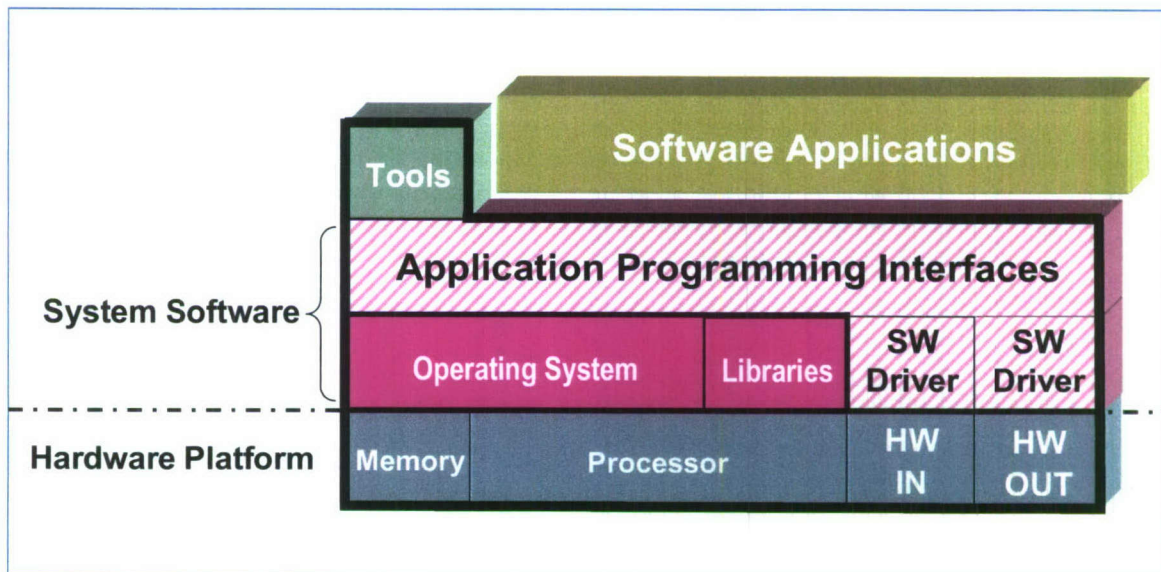 Software Applications
Tools
Application Programming Interfaces
System Software
Operating System
Libraries
SW
Driver
SW
Driver
Hardware Platform
Memory
Processor
HW
IN
HW
OUT